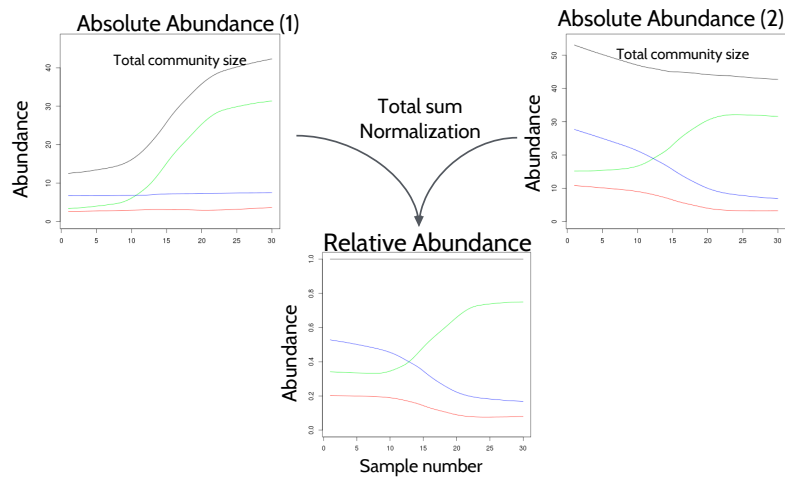 Absolute Abundance (1)
Absolute Abundance (2)
Total community size
Abundance
0 10 20 30 40
0 5 10 15 20 25 30
Total sum
Normalization
Total community size
Abundance
0 10 20 30 40 50
0 5 10 15 20 25 30
Relative Abundance
Abundance
0.0 0.2 0.4 0.6 0.8 1.0
0 5 10 15 20 25 30
Sample number